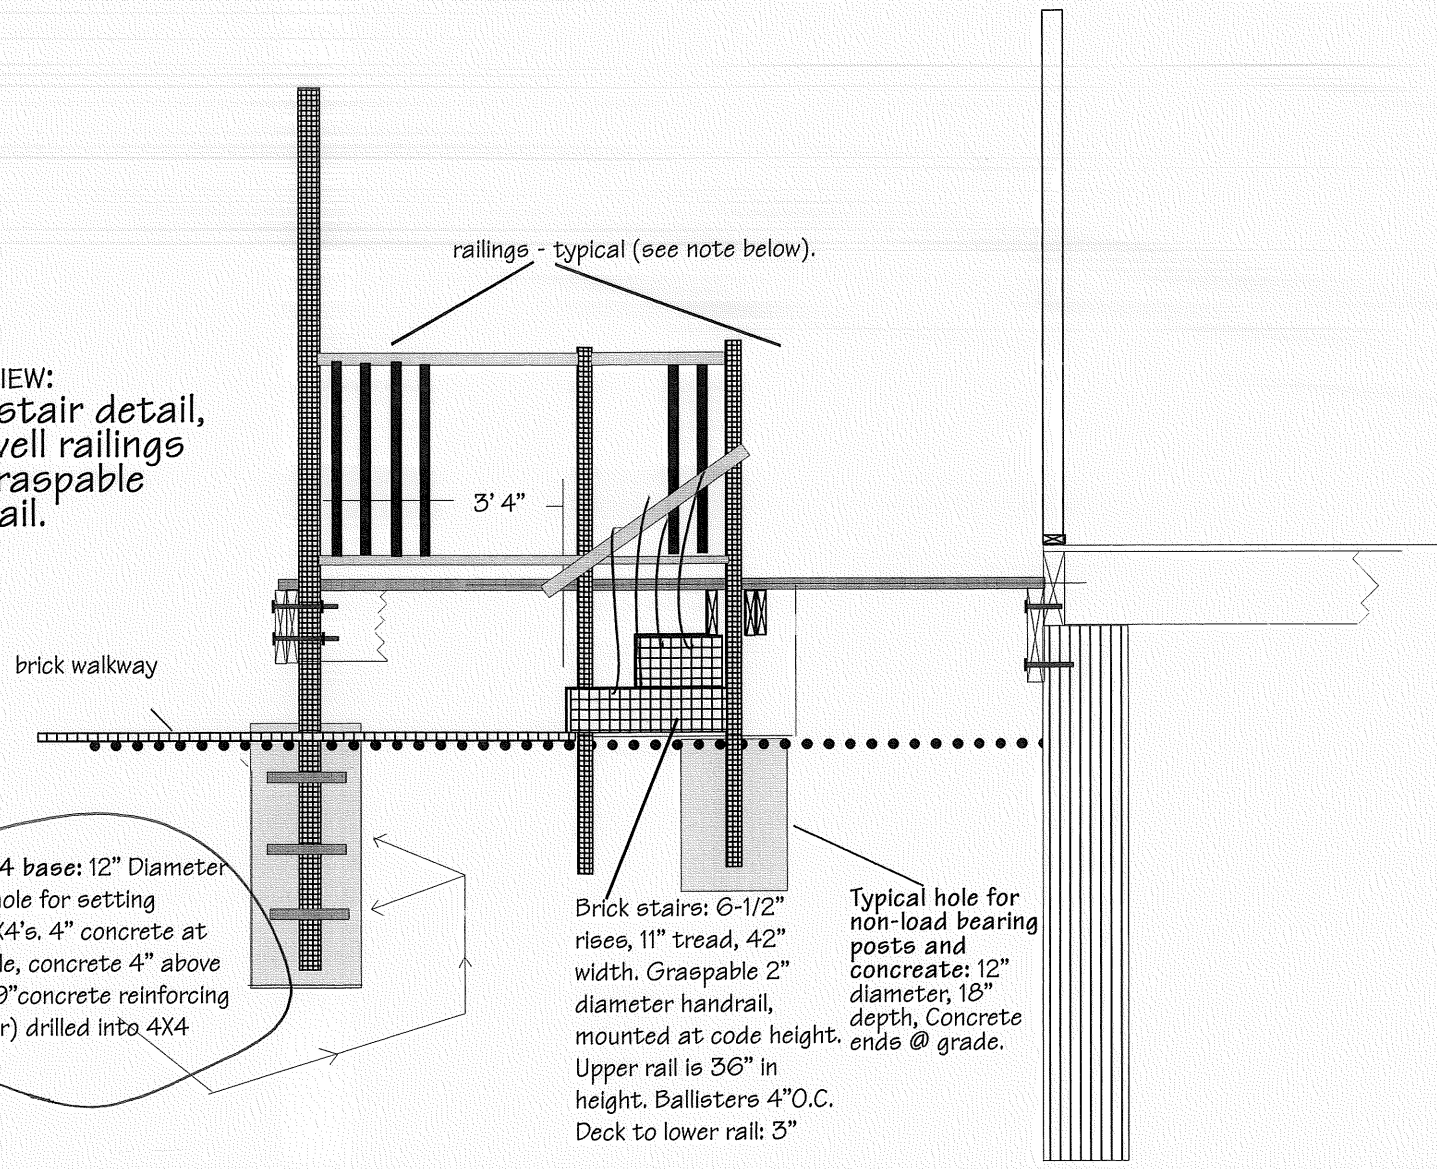 railings - typical (see note below).
IEW:
stair detail,
vell railings
raspable
ail.
3' 4”
brick walkway
4 base: 12” Diameter
hole for setting
X4's. 4” concrete at
le, concrete 4” above
9”concrete reinforcing
r) drilled into 4X4
Brick stairs: 6-1/2”
rises, 11” tread, 42”
width. Graspable 2”
diameter handrail,
mounted at code height.
Upper rail is 36” in
height. Ballisters 4”O.C.
Deck to lower rail: 3”
Typical hole for
non-load bearing
posts and
concreate: 12”
diameter, 18”
depth, Concrete
ends @ grade.